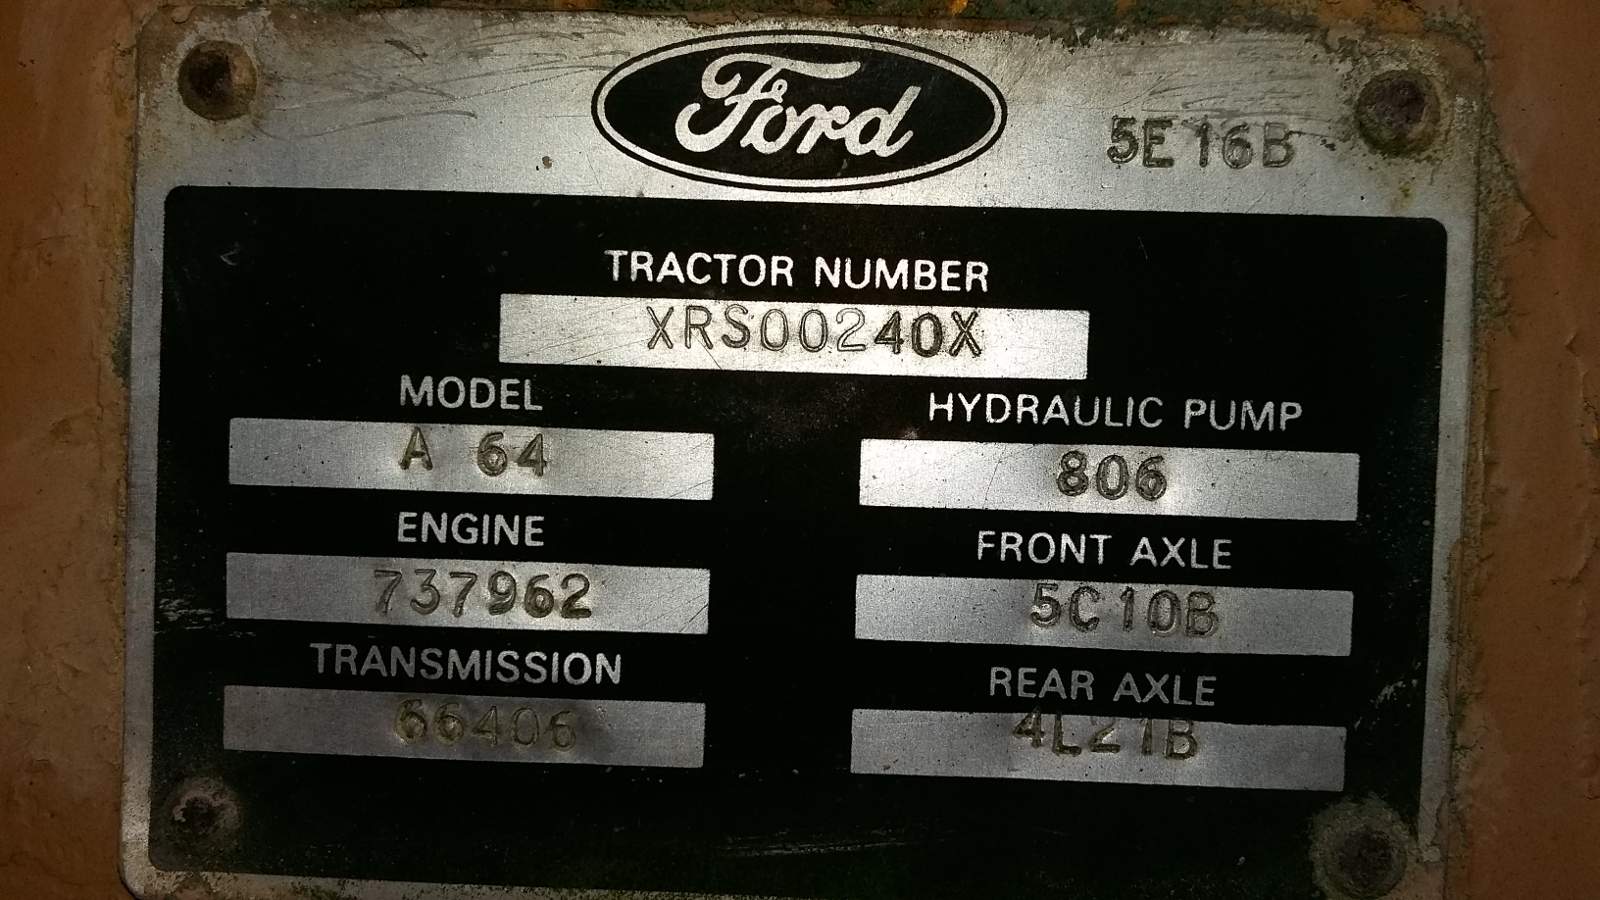 Ford
5E16B
TRACTOR NUMBER
XRS00240X
MODEL
A 64
HYDRAULIC PUMP
806
ENGINE
737962
FRONT AXLE
5C10B
TRANSMISSION
66406
REAR AXLE
4L21B